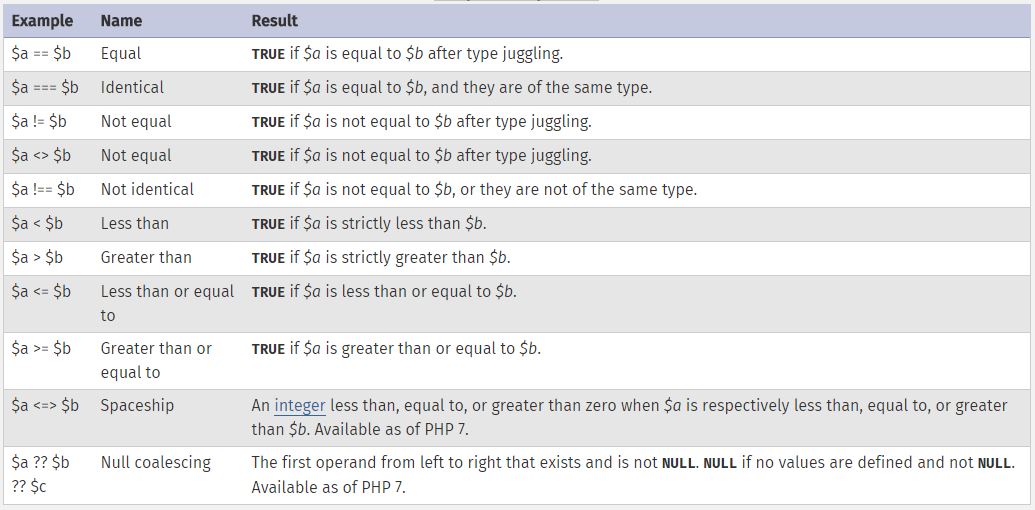 Example Name Result
$a == $b Equal TRUE if $a is equal to $b after type juggling.
$a === $b Identical TRUE if $a is equal to $b, and they are of the same type.
$a != $b Not equal TRUE if $a is not equal to $b after type juggling.
$a <> $b Not equal TRUE if $a is not equal to $b after type juggling.
$a !== $b Not identical TRUE if $a is not equal to $b, or they are not of the same type.
$a < $b Less than TRUE if $a is strictly less than $b.
$a > $b Greater than TRUE if $a is strictly greater than $b.
$a <= $b Less than or equal TRUE if $a is less than or equal to $b.
to
$a >= $b Greater than or TRUE if $a is greater than or equal to $b.
equal to
$a <=> $b Spaceship An integer less than, equal to, or greater than zero when $a is respectively less than, equal to, or greater
than $b. Available as of PHP 7.
$a ?? $b Null coalescing The first operand from left to right that exists and is not NULL. NULL if no values are defined and not NULL.
?? $c Available as of PHP 7.